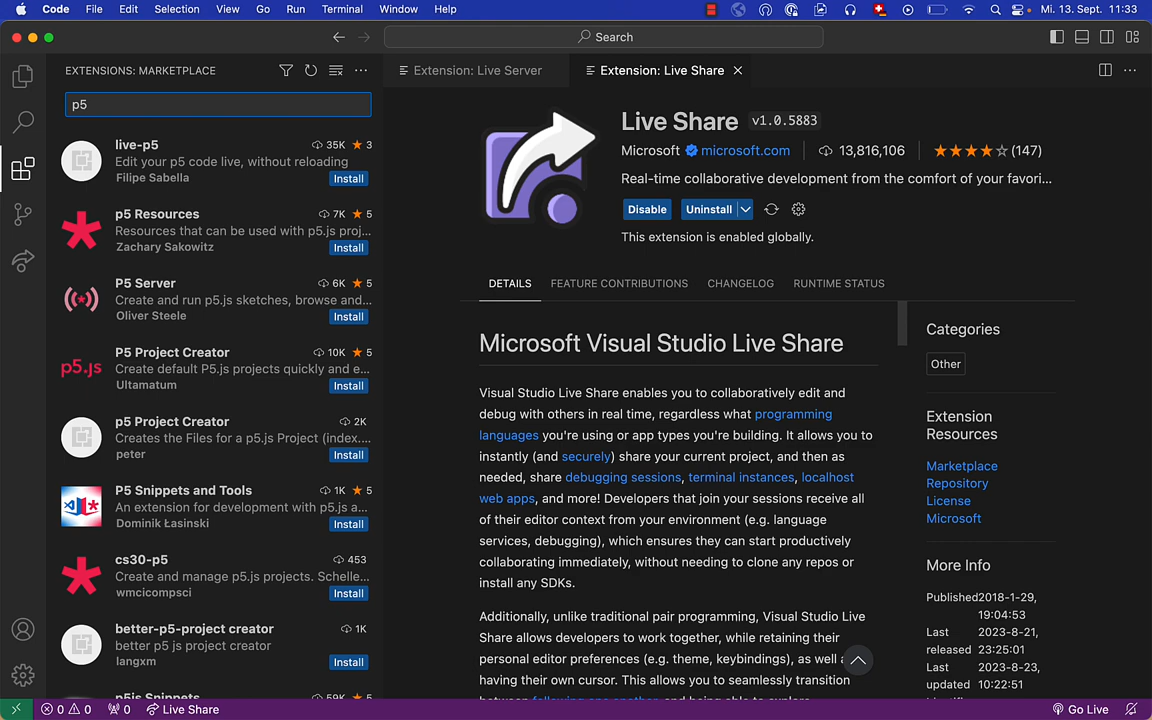 Code File Edit Selection View Go Run Terminal Window Help Mi. 13. Sept. 11:33
Search
EXTENSIONS: MARKETPLACE
p5
live-p5 35K 3
Edit your p5 code live, without reloading
Filipe Sabella Install
p5 Resources 7K 5
Resources that can be used with p5.js proj...
Zachary Sakowitz Install
P5 Server 6K 5
Create and run p5.js sketches, browse and...
Oliver Steele Install
p5.js
P5 Project Creator 10K 5
Create default P5.js projects quickly and e...
Ultamatum Install
p5 Project Creator 2K
Creates the Files for a p5.js Project (index....
peter Install
P5 Snippets and Tools 1K 5
An extension for development with p5.js a...
Dominik Łasinski Install
cs30-p5 453
Create and manage p5.js projects. Schelle...
wmcicompsci Install
better-p5-project creator 1K
better p5 js project creator
langxm Install
p5js Snippets 59K 5
Extension: Live Server Extension: Live Share
Live Share v1.0.5883
Microsoft microsoft.com 13,816,106 (147)
Real-time collaborative development from the comfort of your favori...
Disable Uninstall
This extension is enabled globally.
DETAILS FEATURE CONTRIBUTIONS CHANGELOG RUNTIME STATUS
Microsoft Visual Studio Live Share
Visual Studio Live Share enables you to collaboratively edit and
debug with others in real time, regardless what programming
languages you're using or app types you're building. It allows you to
instantly (and securely) share your current project, and then as
needed, share debugging sessions, terminal instances, localhost
web apps, and more! Developers that join your sessions receive all
of their editor context from your environment (e.g. language
services, debugging), which ensures they can start productively
collaborating immediately, without needing to clone any repos or
install any SDKs.
Additionally, unlike traditional pair programming, Visual Studio Live
Share allows developers to work together, while retaining their
personal editor preferences (e.g. theme, keybindings), as well a
having their own cursor. This allows you to seamlessly transition
between following one another, and being able to explore
Categories
Other
Extension
Resources
Marketplace
Repository
License
Microsoft
More Info
Published 2018-1-29,
19:04:53
Last 2023-8-21,
released 23:25:01
Last 2023-8-23,
updated 10:22:51
0 0 0 Live Share Go Live